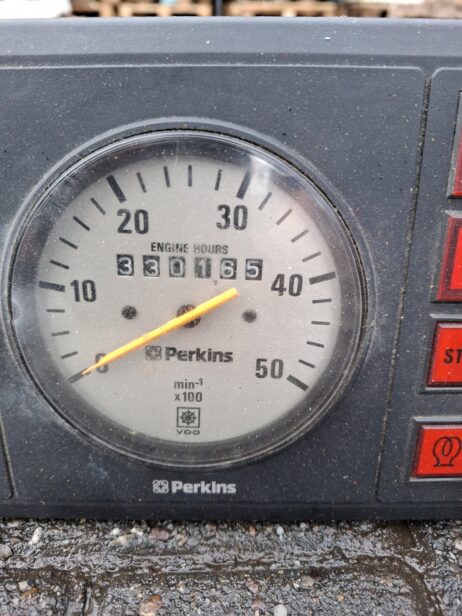 20 30
ENGINE HOURS
330165
10 40
Perkins
0 50
min-1
x100
VDO
Perkins